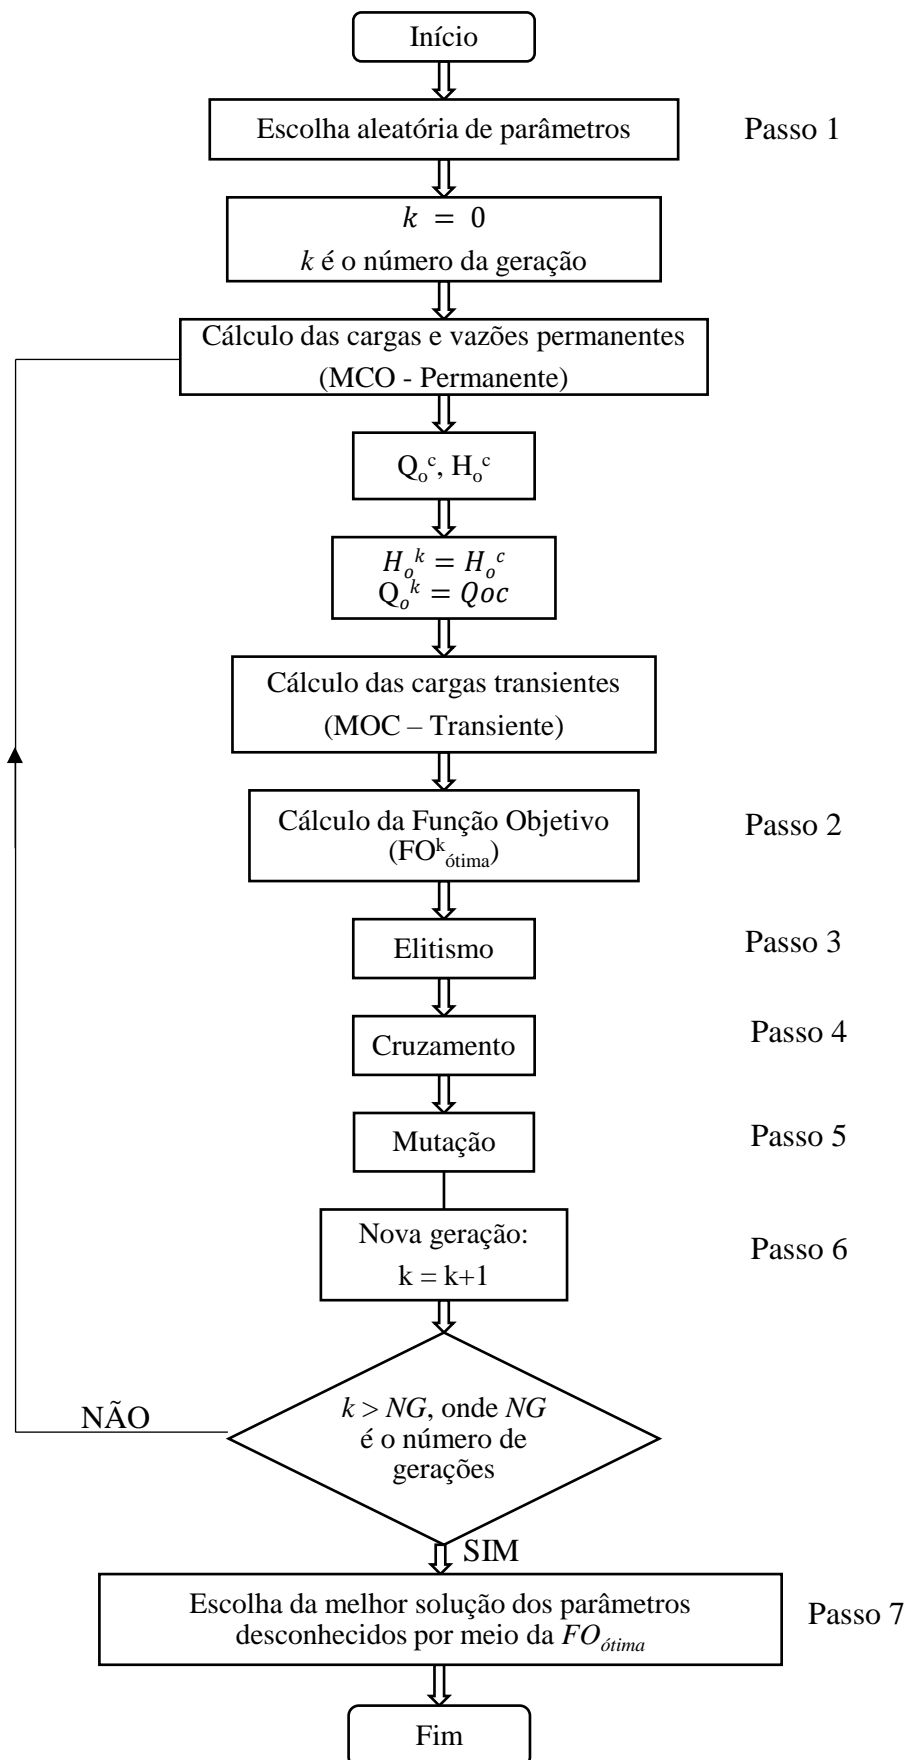 Início
Escolha aleatória de parâmetros
Passo 1
k = 0
k é o número da geração
Cálculo das cargas e vazões permanentes
(MCO - Permanente)
Qₒᶜ, Hₒᶜ
Hₒᵏ = Hₒᶜ
Qₒᵏ = Qoc
Cálculo das cargas transientes
(MOC – Transiente)
Cálculo da Função Objetivo
(FOᵏótima)
Passo 2
Elitismo
Passo 3
Cruzamento
Passo 4
Mutação
Passo 5
Nova geração:
k = k+1
Passo 6
k > NG, onde NG
é o número de
gerações
NÃO
SIM
Escolha da melhor solução dos parâmetros
desconhecidos por meio da FOótima
Passo 7
Fim